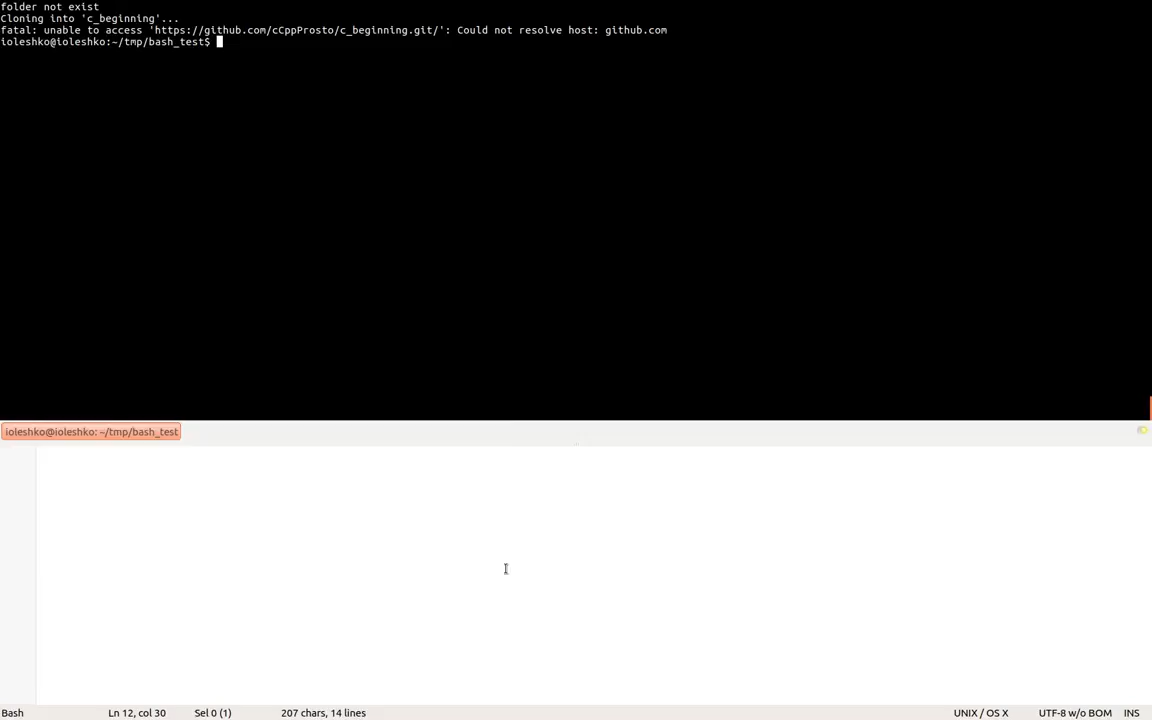 folder not exist
Cloning into 'c_beginning'...
fatal: unable to access 'https://github.com/cCppProsto/c_beginning.git/': Could not resolve host: github.com
ioleshko@ioleshko:~/tmp/bash_test$
ioleshko@ioleshko: ~/tmp/bash_test
Bash Ln 12, col 30 Sel 0 (1) 207 chars, 14 lines UNIX / OS X UTF-8 w/o BOM INS